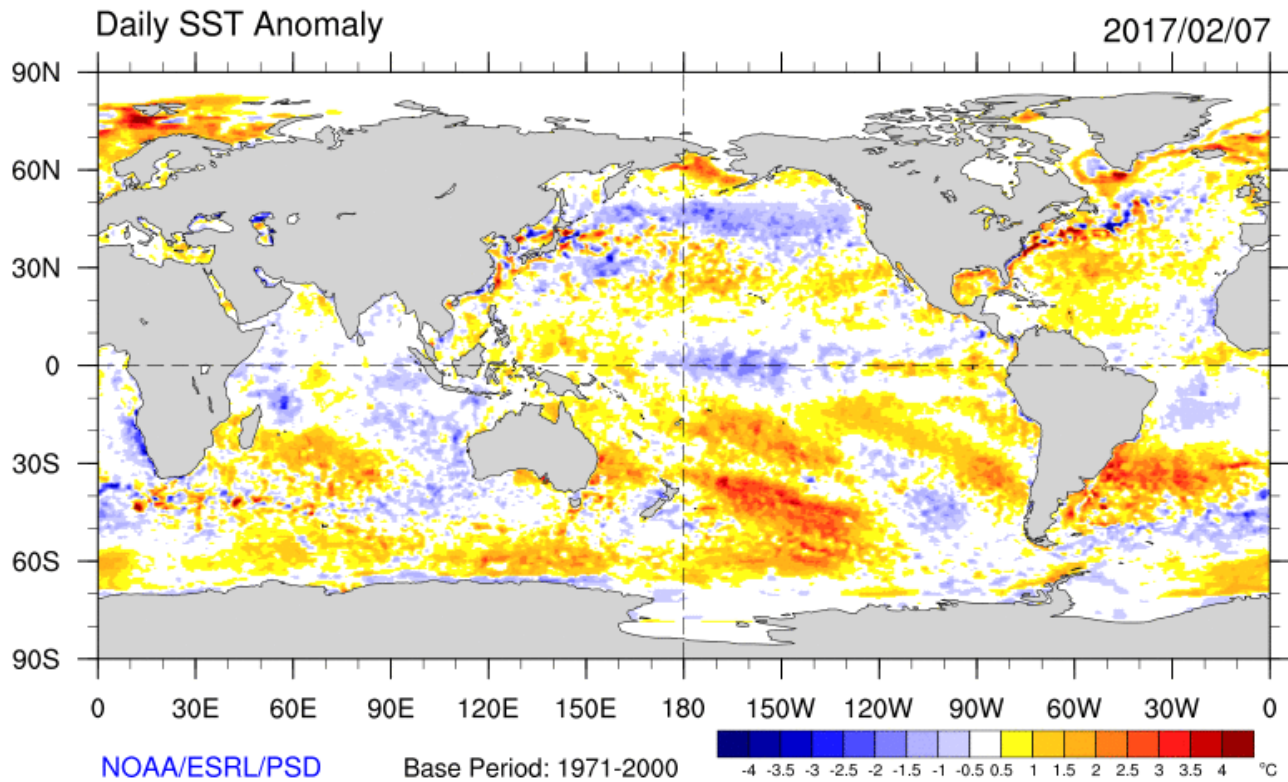 Daily SST Anomaly 2017/02/07
90N
60N
30N
0
30S
60S
90S
0 30E 60E 90E 120E 150E 180 150W 120W 90W 60W 30W 0
NOAA/ESRL/PSD Base Period: 1971-2000
-4 -3.5 -3 -2.5 -2 -1.5 -1 -0.5 0.5 1 1.5 2 2.5 3 3.5 4 °C